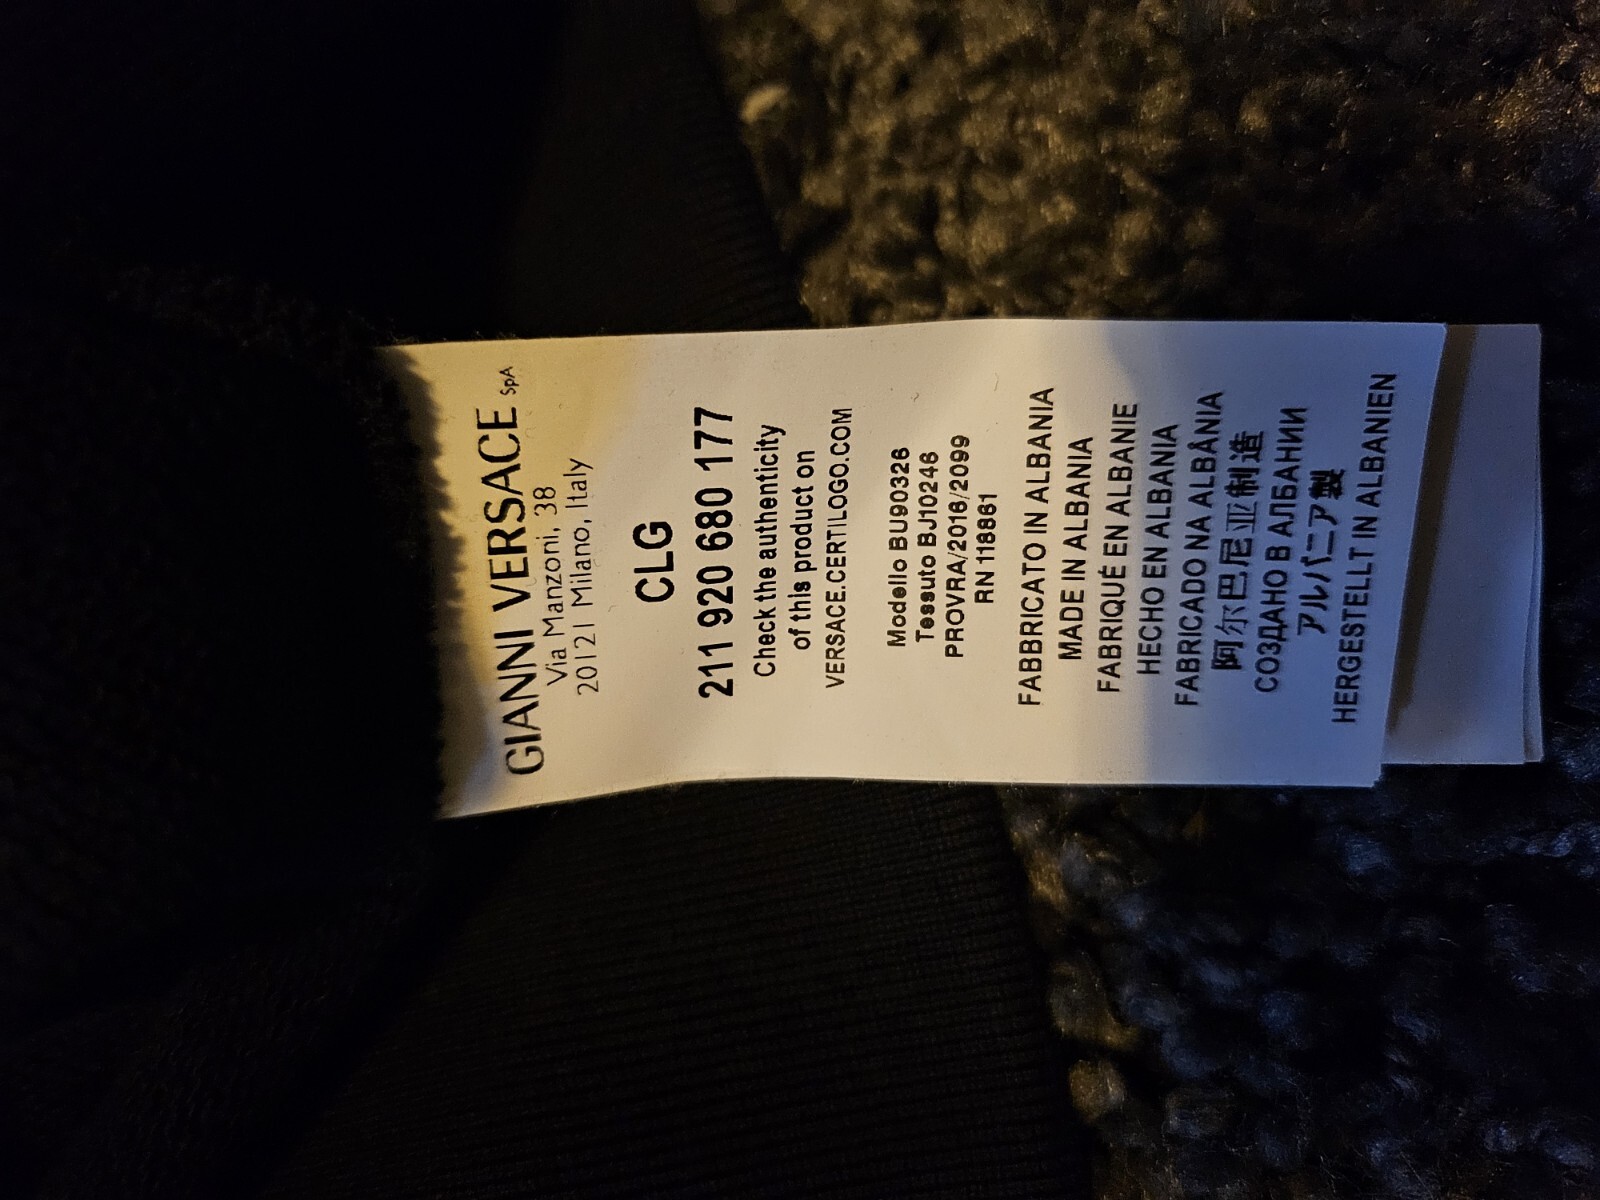 GIANNI VERSACE SpA
Via Manzoni, 38
20121 Milano, Italy
CLG
211 920 680 177
Check the authenticity
of this product on
VERSACE.CERTILOGO.COM
Modello BU90326
Tessuto BJ10246
PROVRA/2016/2099
RN 118861
FABBRICATO IN ALBANIA
MADE IN ALBANIA
FABRIQUÉ EN ALBANIE
HECHO EN ALBANIA
FABRICADO NA ALBÂNIA
阿尔巴尼亚制造
СОЗДАНО В АЛБАНИИ
アルバニア製
HERGESTELLT IN ALBANIEN